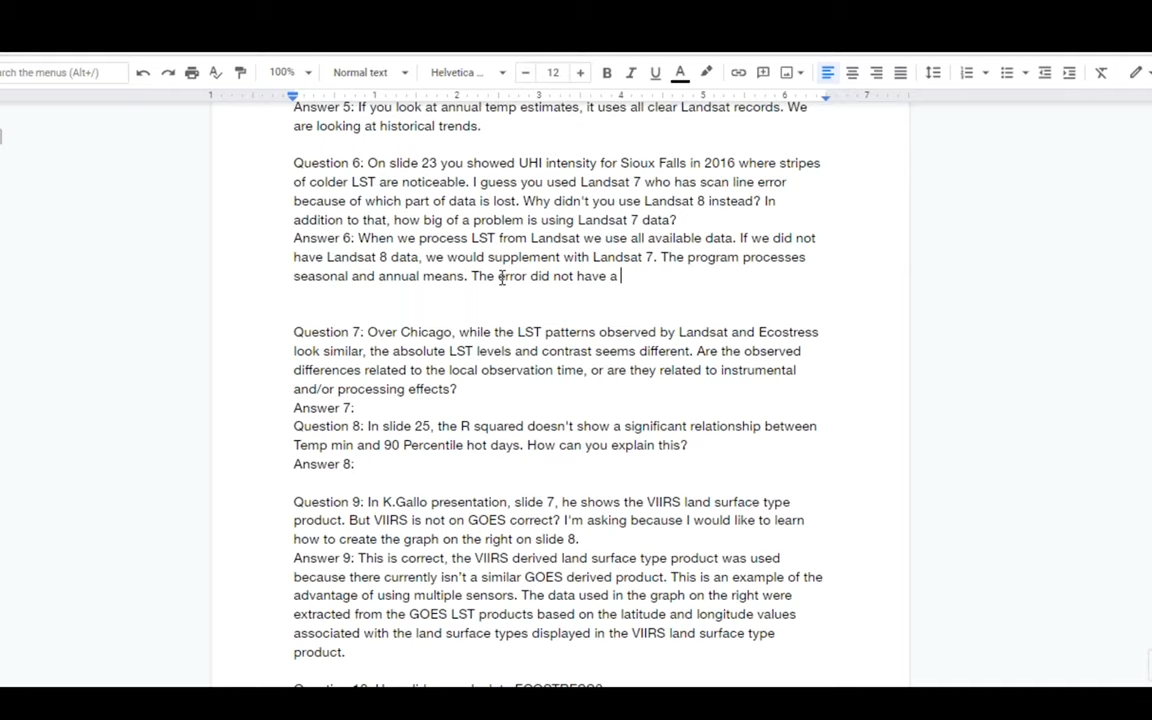 rch the menus (Alt+/)
100%
Normal text
Helvetica ...
12
B I U A
1 1 2 3 4 5 6 7
Answer 5: If you look at annual temp estimates, it uses all clear Landsat records. We
are looking at historical trends.
Question 6: On slide 23 you showed UHI intensity for Sioux Falls in 2016 where stripes
of colder LST are noticeable. I guess you used Landsat 7 who has scan line error
because of which part of data is lost. Why didn't you use Landsat 8 instead? In
addition to that, how big of a problem is using Landsat 7 data?
Answer 6: When we process LST from Landsat we use all available data. If we did not
have Landsat 8 data, we would supplement with Landsat 7. The program processes
seasonal and annual means. The error did not have a
Question 7: Over Chicago, while the LST patterns observed by Landsat and Ecostress
look similar, the absolute LST levels and contrast seems different. Are the observed
differences related to the local observation time, or are they related to instrumental
and/or processing effects?
Answer 7:
Question 8: In slide 25, the R squared doesn't show a significant relationship between
Temp min and 90 Percentile hot days. How can you explain this?
Answer 8:
Question 9: In K.Gallo presentation, slide 7, he shows the VIIRS land surface type
product. But VIIRS is not on GOES correct? I'm asking because I would like to learn
how to create the graph on the right on slide 8.
Answer 9: This is correct, the VIIRS derived land surface type product was used
because there currently isn't a similar GOES derived product. This is an example of the
advantage of using multiple sensors. The data used in the graph on the right were
extracted from the GOES LST products based on the latitude and longitude values
associated with the land surface types displayed in the VIIRS land surface type
product.